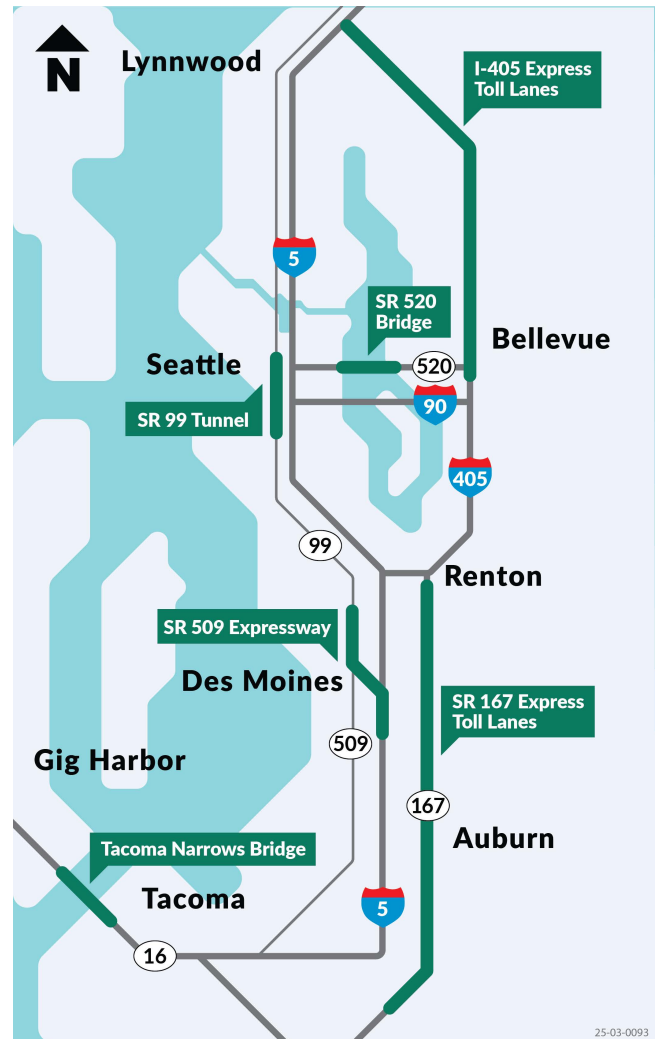 N
Lynnwood
I-405 Express
Toll Lanes
5
SR 520
Bridge
Bellevue
Seattle
520
90
SR 99 Tunnel
405
99
Renton
SR 509 Expressway
Des Moines
SR 167 Express
Toll Lanes
509
Gig Harbor
167
Auburn
Tacoma Narrows Bridge
Tacoma
5
16
25-03-0093